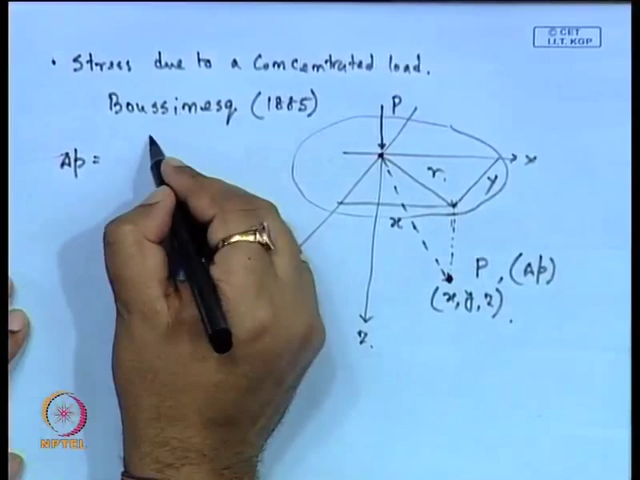 © CET
I.I.T. KGP
• Stress due to a concentrated load.
Boussinesq (1885)
P
x
r
y
x
Δp =
P, (Δp)
(x, y, z).
z.
NPTEL